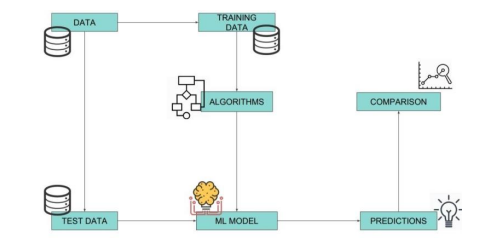 DATA
TRAINING
DATA
ALGORITHMS
COMPARISON
TEST DATA
ML MODEL
PREDICTIONS